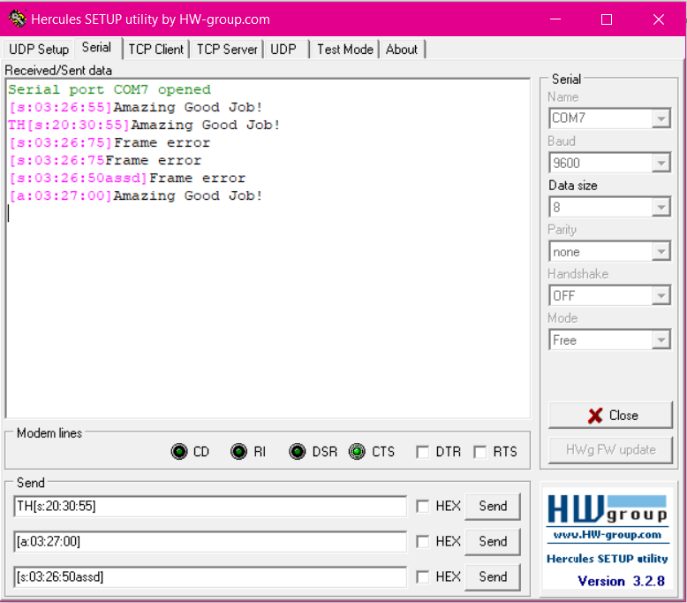 Hercules SETUP utility by HW-group.com
UDP Setup Serial TCP Client TCP Server UDP Test Mode About
Received/Sent data
Serial port COM7 opened
[s:03:26:55]Amazing Good Job!
TH[s:20:30:55]Amazing Good Job!
[s:03:26:75]Frame error
[s:03:26:75Frame error
[s:03:26:50assd]Frame error
[a:03:27:00]Amazing Good Job!
Serial
Name
COM7
Baud
9600
Data size
8
Parity
none
Handshake
OFF
Mode
Free
Close
HWg FW update
Modem lines
CD RI DSR CTS DTR RTS
Send
TH[s:20:30:55] HEX Send
[a:03:27:00] HEX Send
[s:03:26:50assd] HEX Send
HW group
www.HW-group.com
Hercules SETUP utility
Version 3.2.8